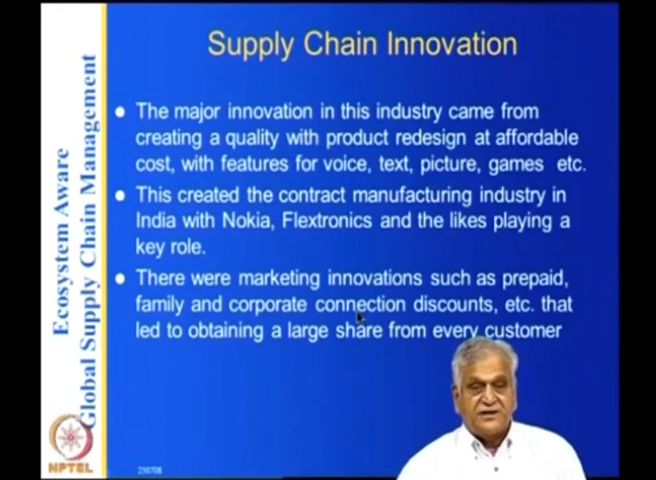 Supply Chain Innovation
Ecosystem Aware
Global Supply Chain Management
The major innovation in this industry came from
creating a quality with product redesign at affordable
cost, with features for voice, text, picture, games etc.
This created the contract manufacturing industry in
India with Nokia, Flextronics and the likes playing a
key role.
There were marketing innovations such as prepaid,
family and corporate connection discounts, etc. that
led to obtaining a large share from every customer
NPTEL
250708